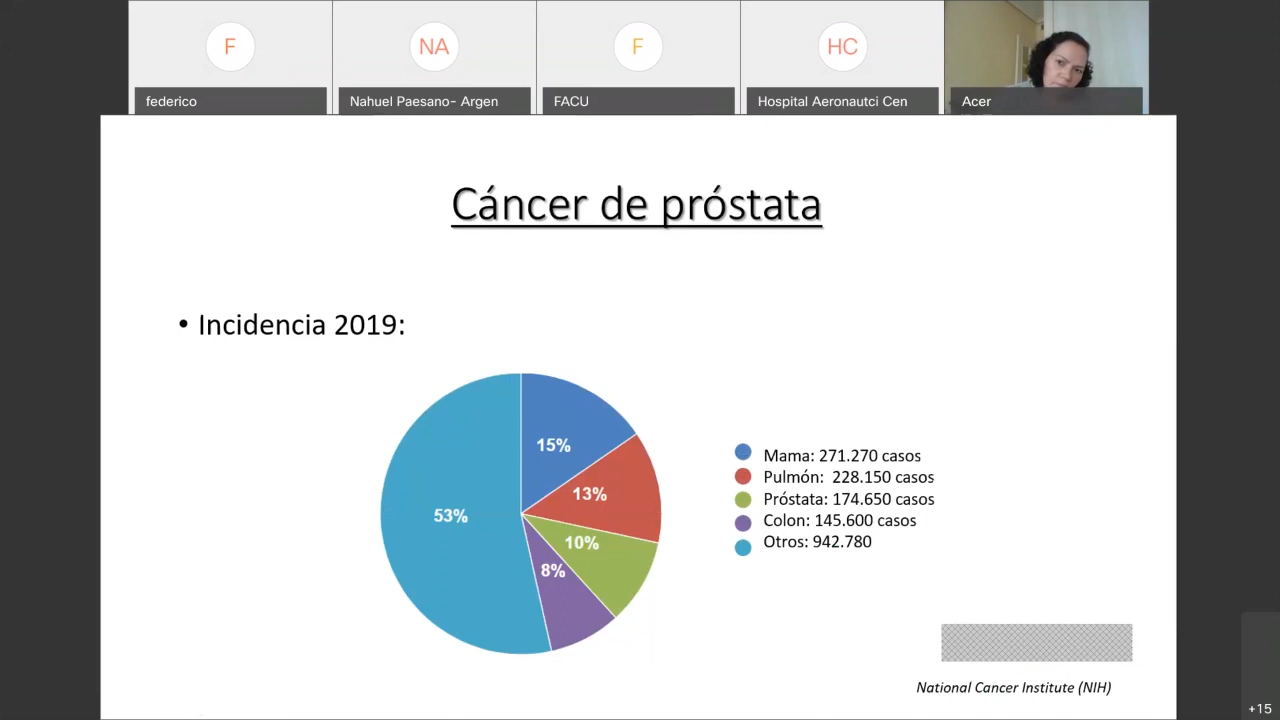 F
NA
F
HC
federico
Nahuel Paesano- Argen
FACU
Hospital Aeronautci Cen
Acer
Cáncer de próstata
• Incidencia 2019:
15%
13%
10%
8%
53%
Mama: 271.270 casos
Pulmón: 228.150 casos
Próstata: 174.650 casos
Colon: 145.600 casos
Otros: 942.780
National Cancer Institute (NIH)
+15